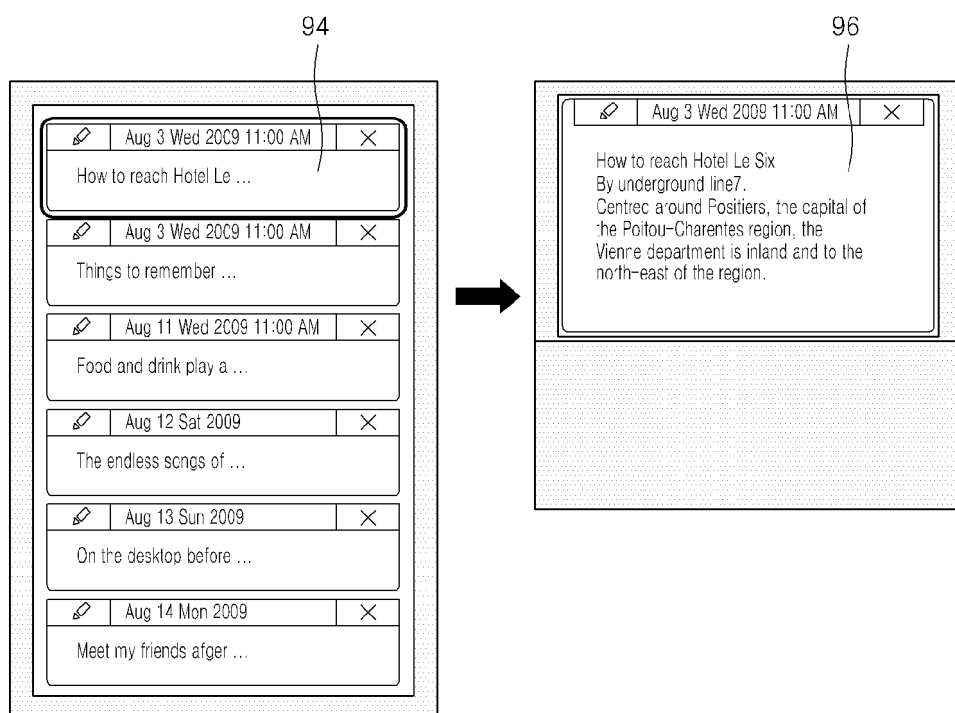 94
Aug 3 Wed 2009 11:00 AM
How to reach Hotel Le ...
Aug 3 Wed 2009 11:00 AM
Things to remember ...
Aug 11 Wed 2009 11:00 AM
Food and drink play a ...
Aug 12 Sat 2009
The endless songs of ...
Aug 13 Sun 2009
On the desktop before ...
Aug 14 Mon 2009
Meet my friends afger ...
96
Aug 3 Wed 2009 11:00 AM
How to reach Hotel Le Six
By underground line7.
Centred around Positiers, the capital of
the Poitou-Charentes region, the
Vienne department is inland and to the
north-east of the region.